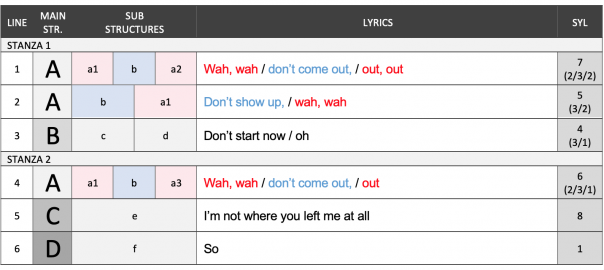 LINE MAIN STR. SUB STRUCTURES LYRICS SYL
STANZA 1
1 A a1 b a2 Wah, wah / don't come out, / out, out 7 (2/3/2)
2 A b a1 Don't show up, / wah, wah 5 (3/2)
3 B c d Don't start now / oh 4 (3/1)
STANZA 2
4 A a1 b a3 Wah, wah / don't come out, / out 6 (2/3/1)
5 C e I'm not where you left me at all 8
6 D f So 1